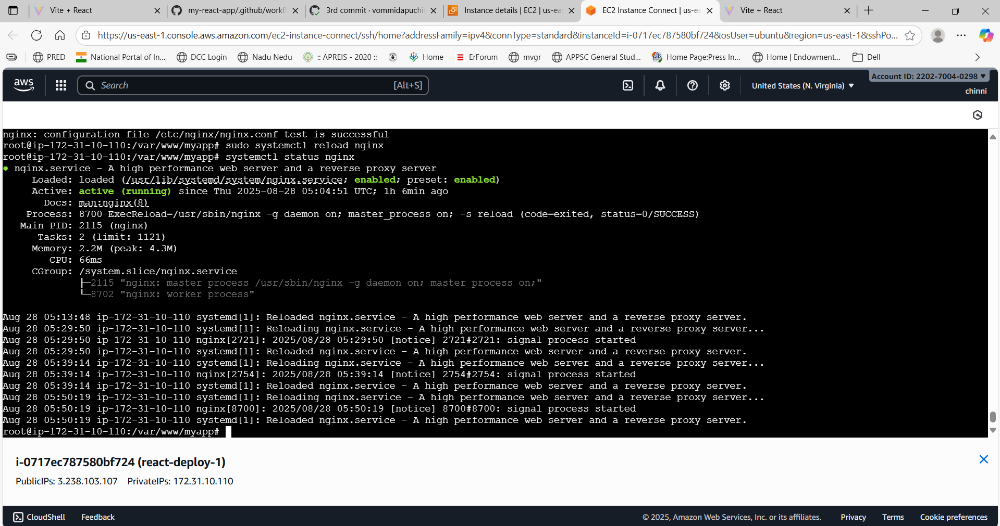 Vite + React
my-react-app/.github/workfl
3rd commit · vommidapuchi
Instance details | EC2 | us-ea
EC2 Instance Connect | us-ea
Vite + React
https://us-east-1.console.aws.amazon.com/ec2-instance-connect/ssh/home?addressFamily=ipv4&connType=standard&instanceId=i-0717ec787580bf724&osUser=ubuntu&region=us-east-1&sshPo...
PRED
National Portal of In...
DCC Login
Nadu Nedu
:: APREIS - 2020 ::
Home
ErForum
mvgr
APPSC General Stud...
Home Page:Press In...
Home | Endowment...
Dell
aws
Search
[Alt+S]
United States (N. Virginia)
Account ID: 2202-7004-0298
chinni
nginx: configuration file /etc/nginx/nginx.conf test is successful
root@ip-172-31-10-110:/var/www/myapp# sudo systemctl reload nginx
root@ip-172-31-10-110:/var/www/myapp# systemctl status nginx
● nginx.service - A high performance web server and a reverse proxy server
Loaded: loaded (/usr/lib/systemd/system/nginx.service; enabled; preset: enabled)
Active: active (running) since Thu 2025-08-28 05:04:51 UTC; 1h 6min ago
Docs: man:nginx(8)
Process: 8700 ExecReload=/usr/sbin/nginx -g daemon on; master_process on; -s reload (code=exited, status=0/SUCCESS)
Main PID: 2115 (nginx)
Tasks: 2 (limit: 1121)
Memory: 2.2M (peak: 4.3M)
CPU: 66ms
CGroup: /system.slice/nginx.service
├─2115 "nginx: master process /usr/sbin/nginx -g daemon on; master_process on;"
└─8702 "nginx: worker process"
Aug 28 05:13:48 ip-172-31-10-110 systemd[1]: Reloaded nginx.service - A high performance web server and a reverse proxy server.
Aug 28 05:29:50 ip-172-31-10-110 systemd[1]: Reloading nginx.service - A high performance web server and a reverse proxy server...
Aug 28 05:29:50 ip-172-31-10-110 nginx[2721]: 2025/08/28 05:29:50 [notice] 2721#2721: signal process started
Aug 28 05:29:50 ip-172-31-10-110 systemd[1]: Reloaded nginx.service - A high performance web server and a reverse proxy server.
Aug 28 05:39:14 ip-172-31-10-110 systemd[1]: Reloading nginx.service - A high performance web server and a reverse proxy server...
Aug 28 05:39:14 ip-172-31-10-110 nginx[2754]: 2025/08/28 05:39:14 [notice] 2754#2754: signal process started
Aug 28 05:39:14 ip-172-31-10-110 systemd[1]: Reloaded nginx.service - A high performance web server and a reverse proxy server.
Aug 28 05:50:19 ip-172-31-10-110 systemd[1]: Reloading nginx.service - A high performance web server and a reverse proxy server...
Aug 28 05:50:19 ip-172-31-10-110 nginx[8700]: 2025/08/28 05:50:19 [notice] 8700#8700: signal process started
Aug 28 05:50:19 ip-172-31-10-110 systemd[1]: Reloaded nginx.service - A high performance web server and a reverse proxy server.
root@ip-172-31-10-110:/var/www/myapp#
i-0717ec787580bf724 (react-deploy-1)
PublicIPs: 3.238.103.107 PrivateIPs: 172.31.10.110
CloudShell
Feedback
© 2025, Amazon Web Services, Inc. or its affiliates.
Privacy
Terms
Cookie preferences